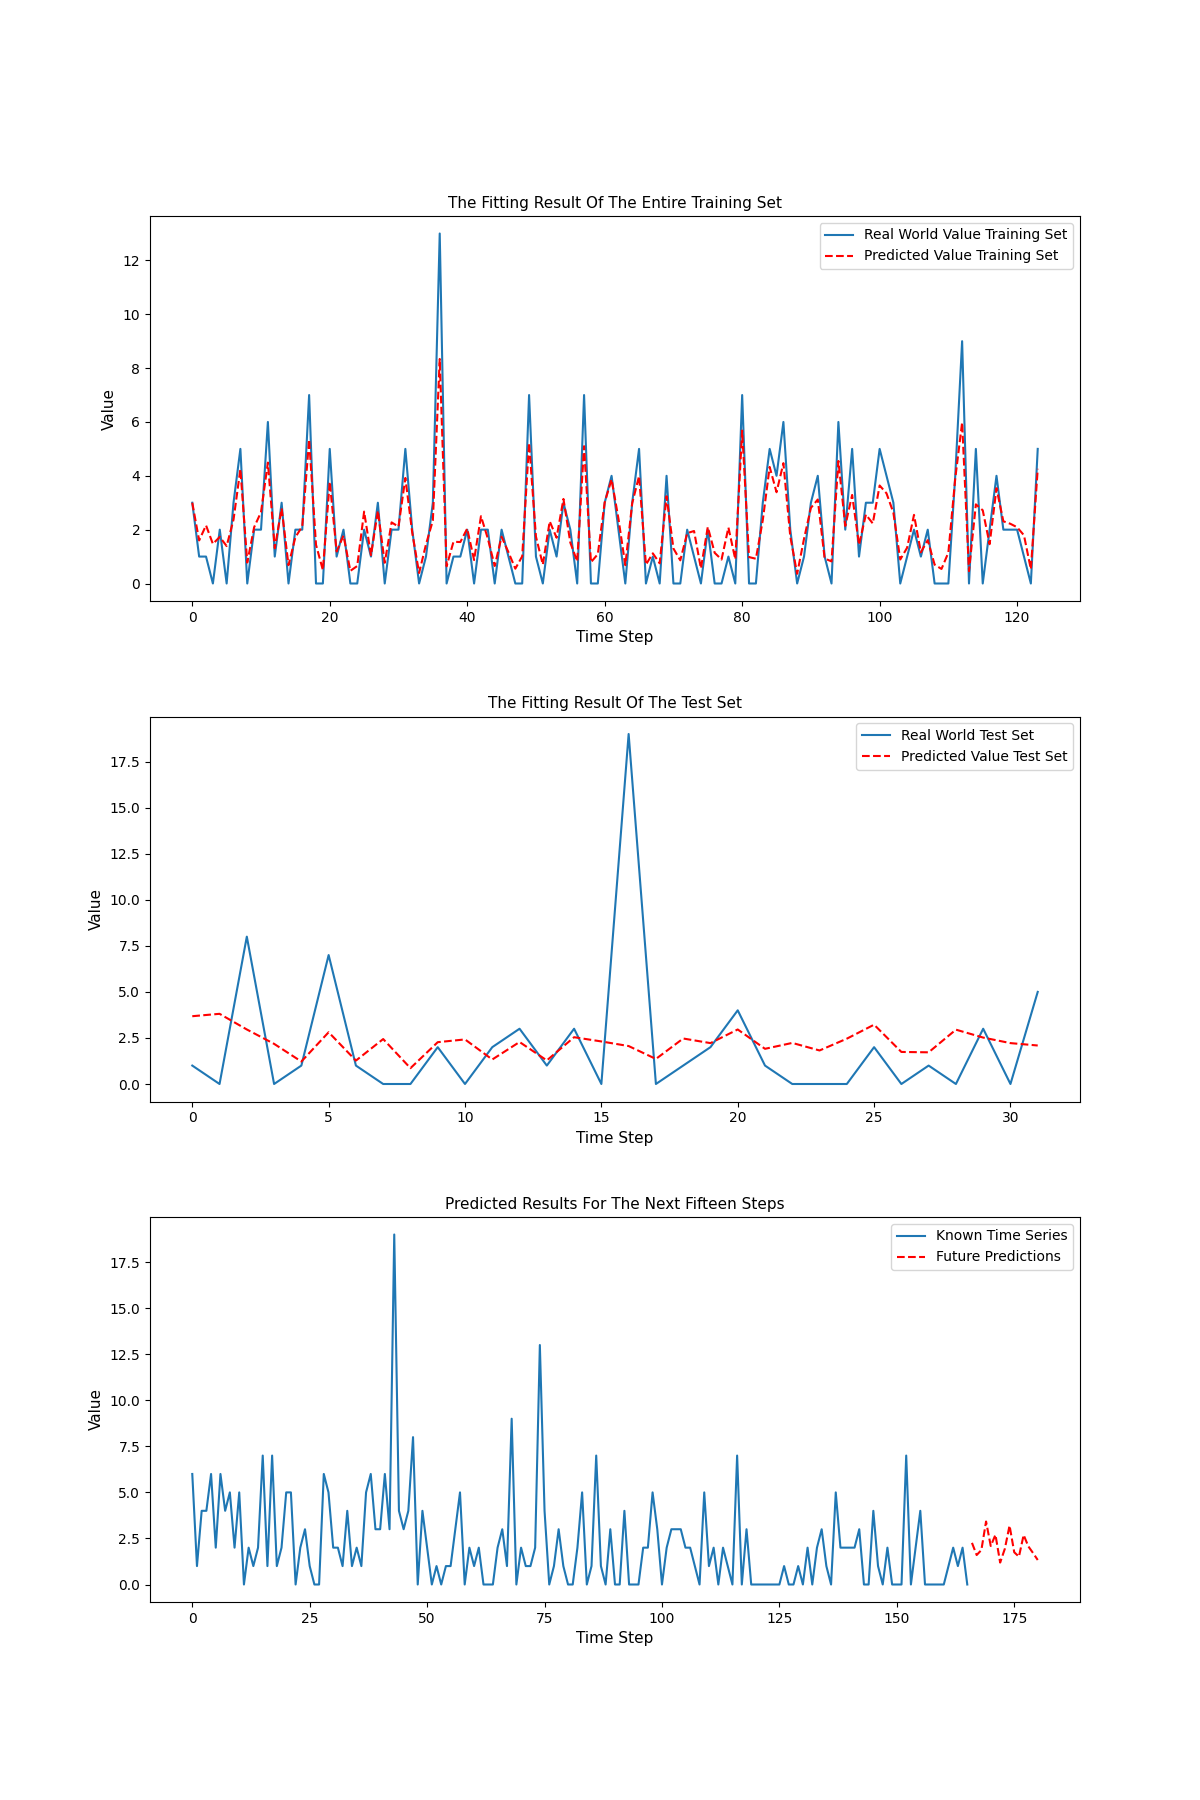 The Fitting Result Of The Entire Training Set
Real World Value Training Set
Predicted Value Training Set
Value
12
10
8
6
4
2
0
0 20 40 60 80 100 120
Time Step
The Fitting Result Of The Test Set
Real World Test Set
Predicted Value Test Set
Value
17.5
15.0
12.5
10.0
7.5
5.0
2.5
0.0
0 5 10 15 20 25 30
Time Step
Predicted Results For The Next Fifteen Steps
Known Time Series
Future Predictions
Value
17.5
15.0
12.5
10.0
7.5
5.0
2.5
0.0
0 25 50 75 100 125 150 175
Time Step